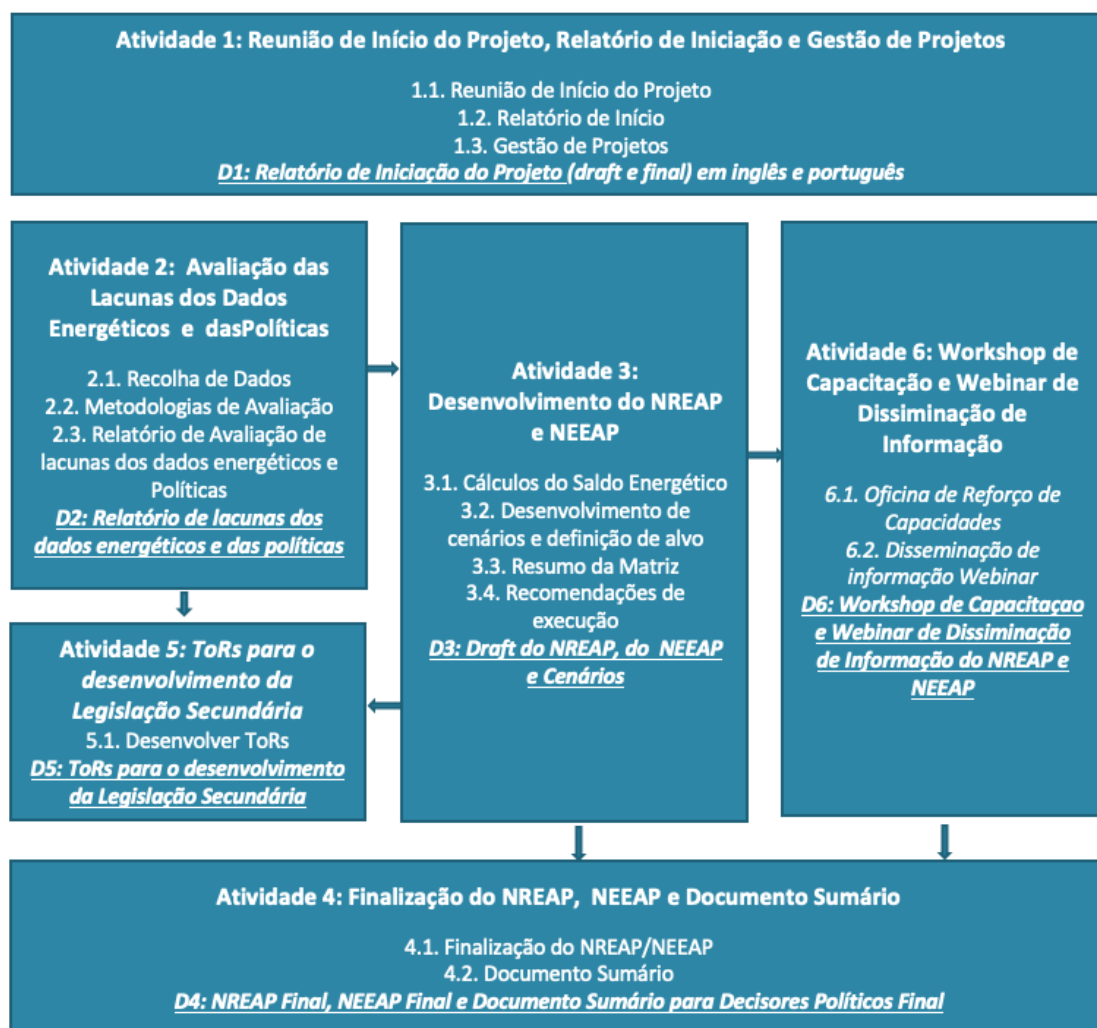 Atividade 1: Reunião de Início do Projeto, Relatório de Iniciação e Gestão de Projetos
1.1. Reunião de Início do Projeto
1.2. Relatório de Início
1.3. Gestão de Projetos
D1: Relatório de Iniciação do Projeto (draft e final) em inglês e português
Atividade 2: Avaliação das
Lacunas dos Dados
Energéticos e dasPolíticas
2.1. Recolha de Dados
2.2. Metodologias de Avaliação
2.3. Relatório de Avaliação de
lacunas dos dados energéticos e
Políticas
D2: Relatório de lacunas dos
dados energéticos e das políticas
Atividade 5: ToRs para o
desenvolvimento da
Legislação Secundária
5.1. Desenvolver ToRs
D5: ToRs para o desenvolvimento
da Legislação Secundária
Atividade 3:
Desenvolvimento do NREAP
e NEEAP
3.1. Cálculos do Saldo Energético
3.2. Desenvolvimento de
cenários e definição de alvo
3.3. Resumo da Matriz
3.4. Recomendações de
execução
D3: Draft do NREAP, do NEEAP
e Cenários
Atividade 6: Workshop de
Capacitação e Webinar de
Dissiminação de
Informação
6.1. Oficina de Reforço de
Capacidades
6.2. Disseminação de
informação Webinar
D6: Workshop de Capacitaçao
e Webinar de Dissiminação
de Informação do NREAP e
NEEAP
Atividade 4: Finalização do NREAP, NEEAP e Documento Sumário
4.1. Finalização do NREAP/NEEAP
4.2. Documento Sumário
D4: NREAP Final, NEEAP Final e Documento Sumário para Decisores Políticos Final